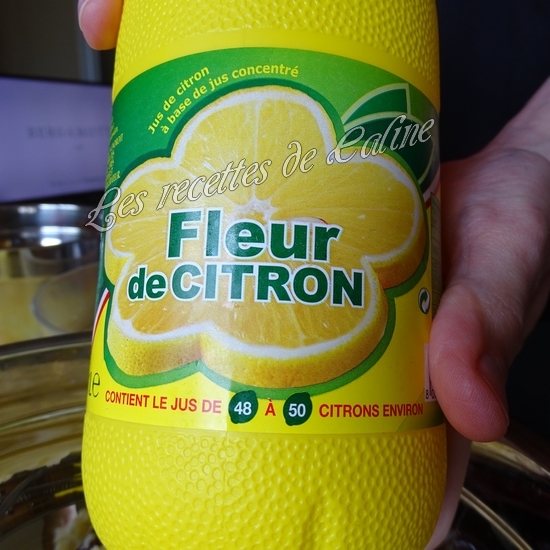 Jus de citron
à base de jus concentré
Les recettes de Caline
Fleur
de CITRON
CONTIENT LE JUS DE 48 À 50 CITRONS ENVIRON